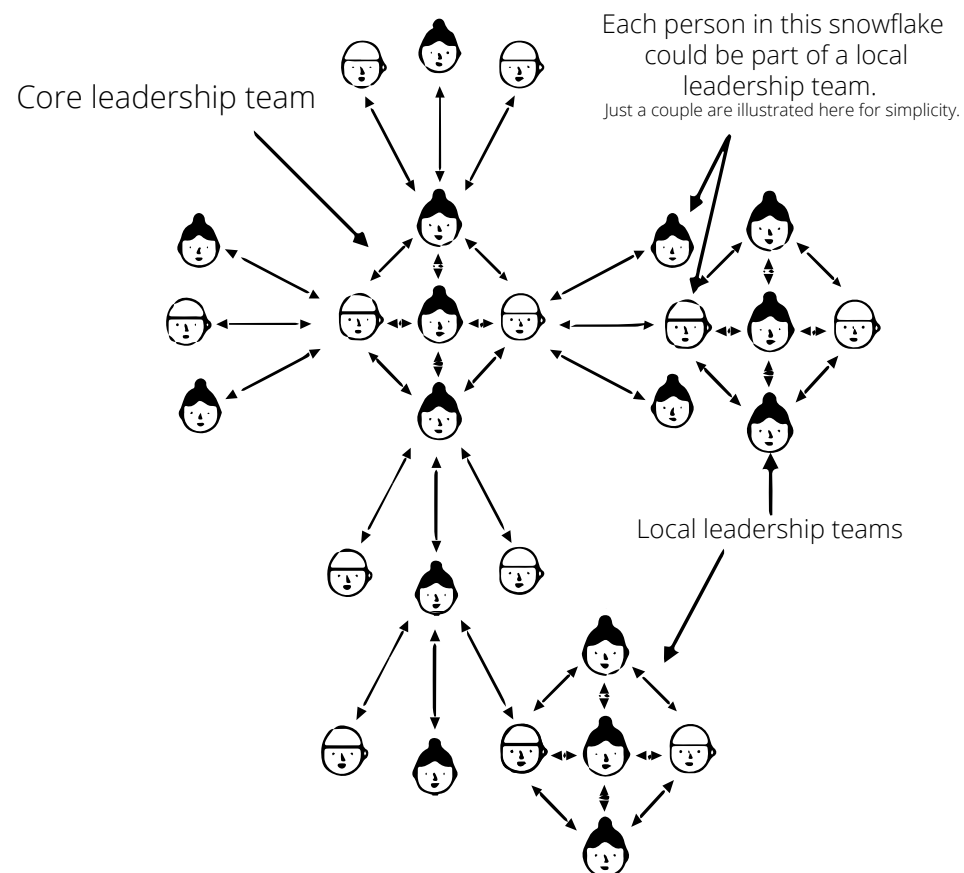 Each person in this snowflake
could be part of a local
leadership team.
Just a couple are illustrated here for simplicity.
Core leadership team
Local leadership teams